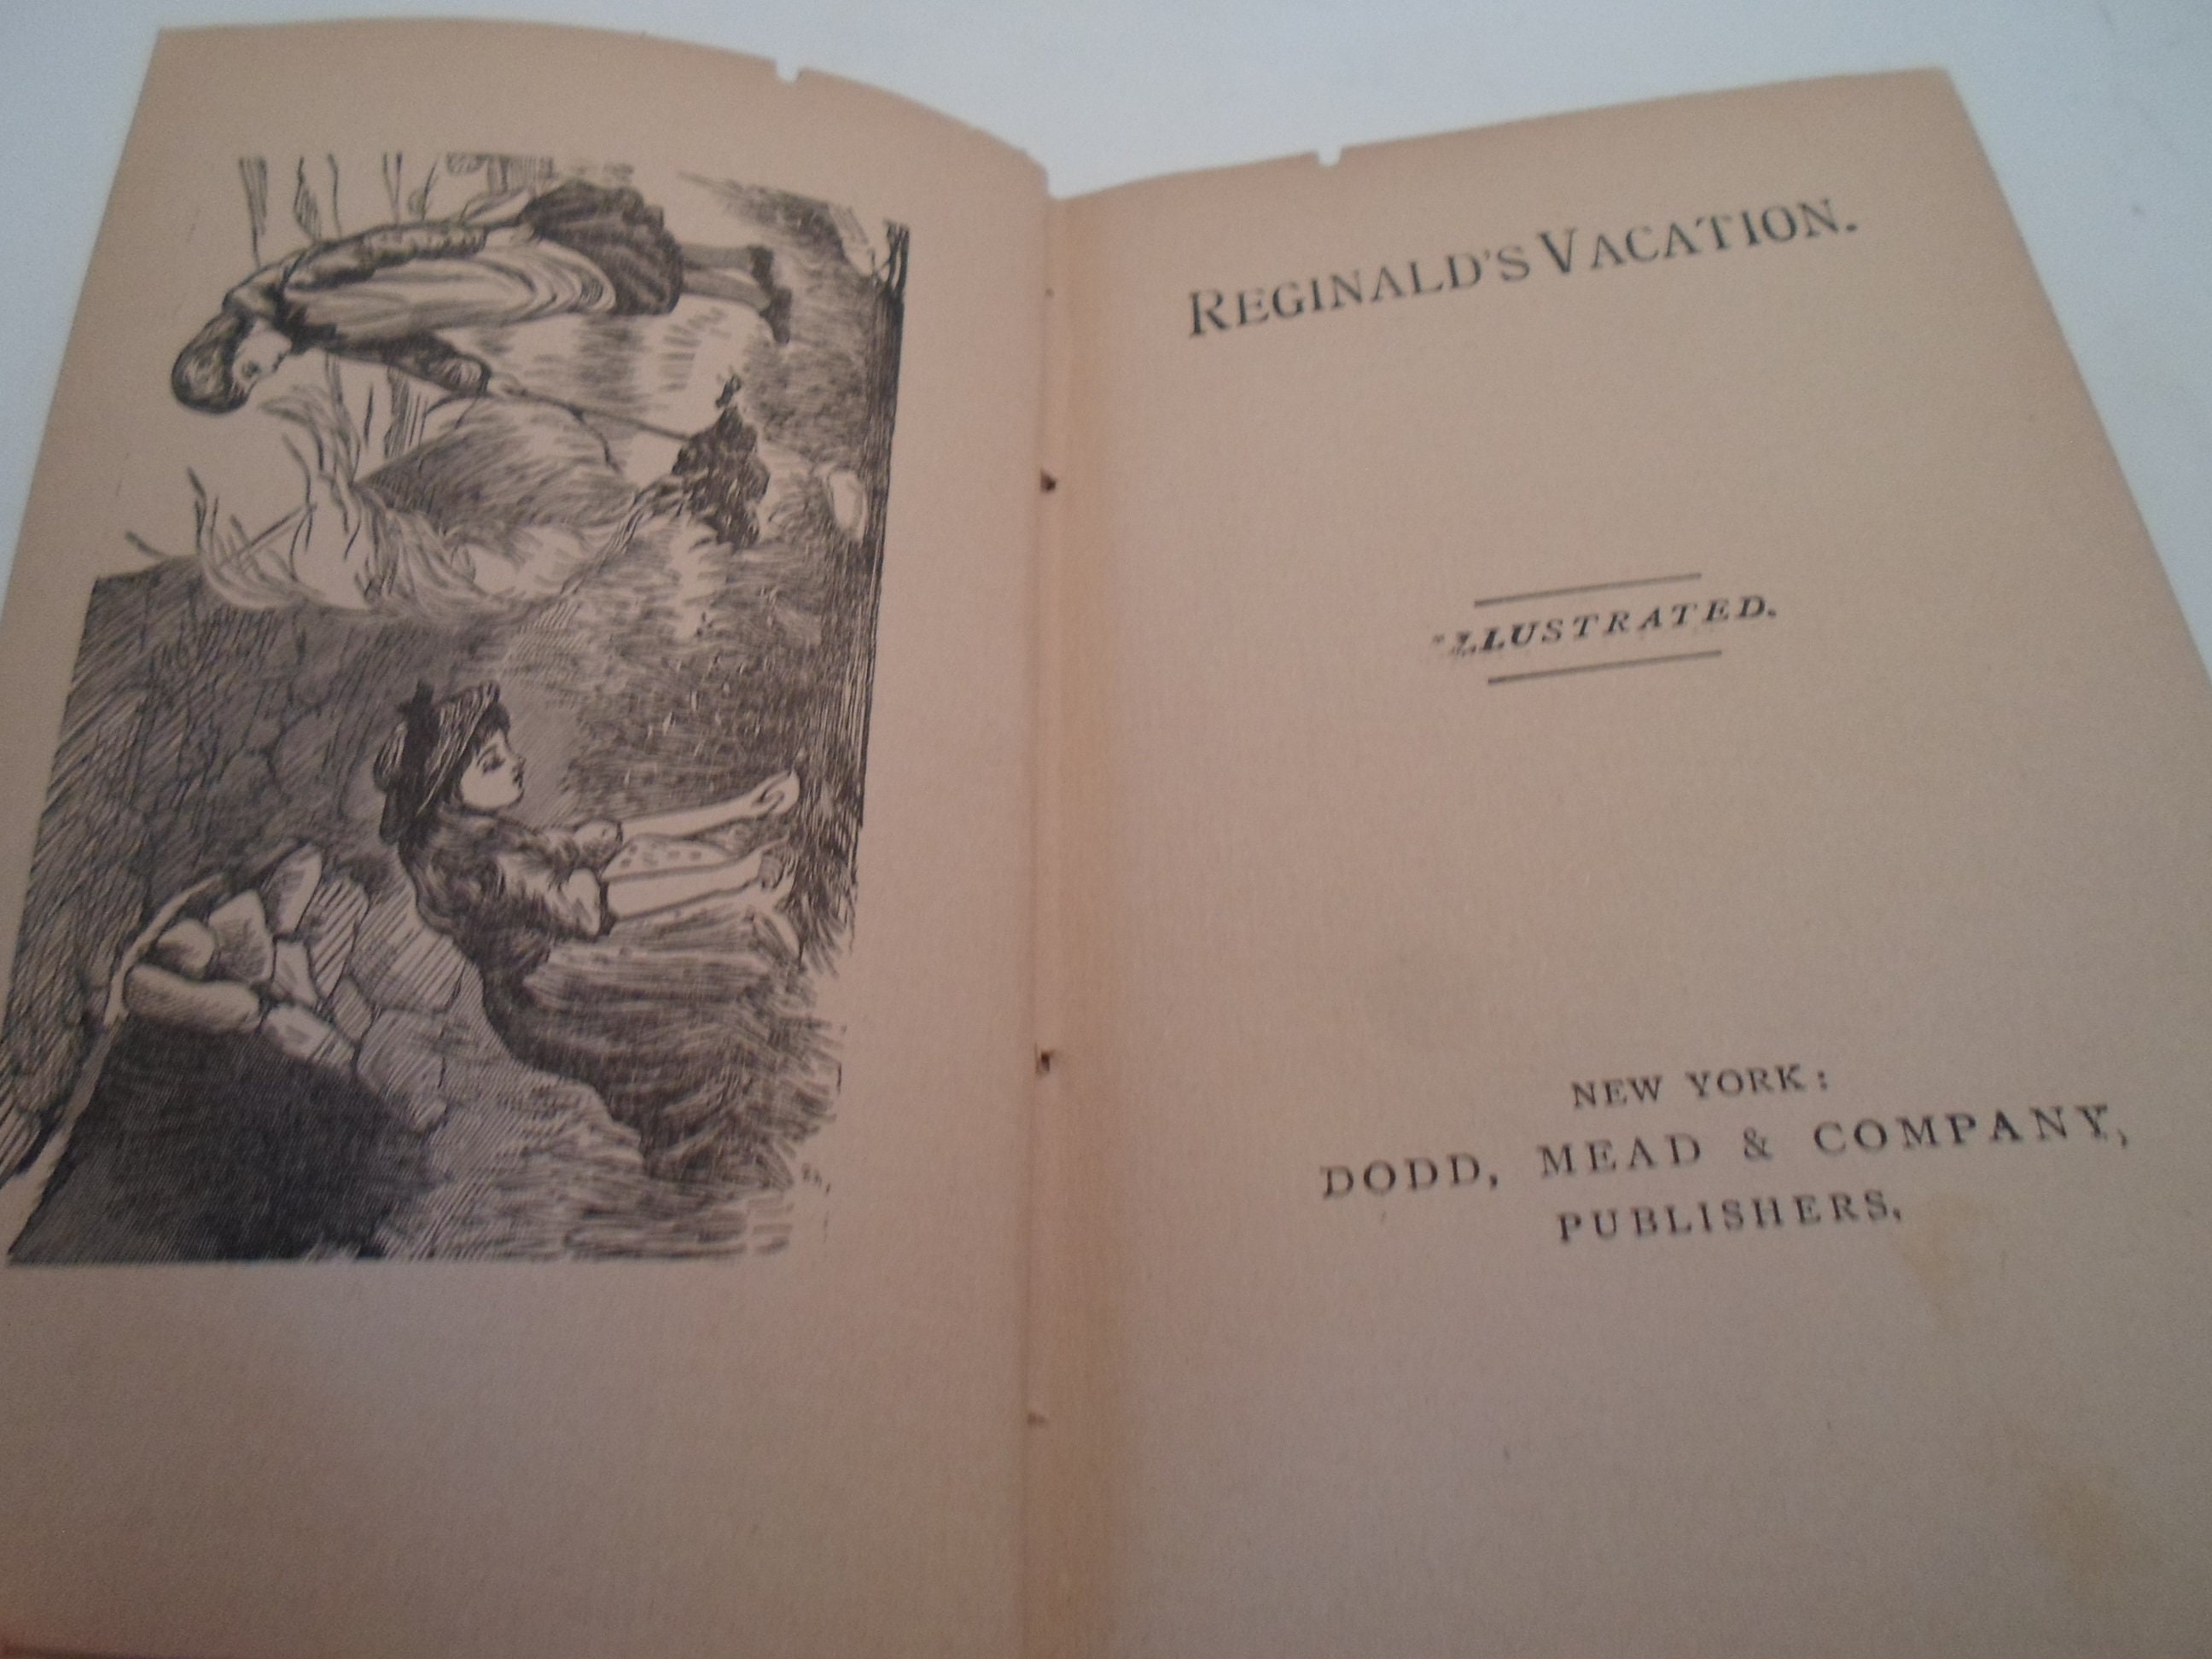 REGINALD'S VACATION.
ILLUSTRATED.
NEW YORK:
DODD, MEAD & COMPANY,
PUBLISHERS.